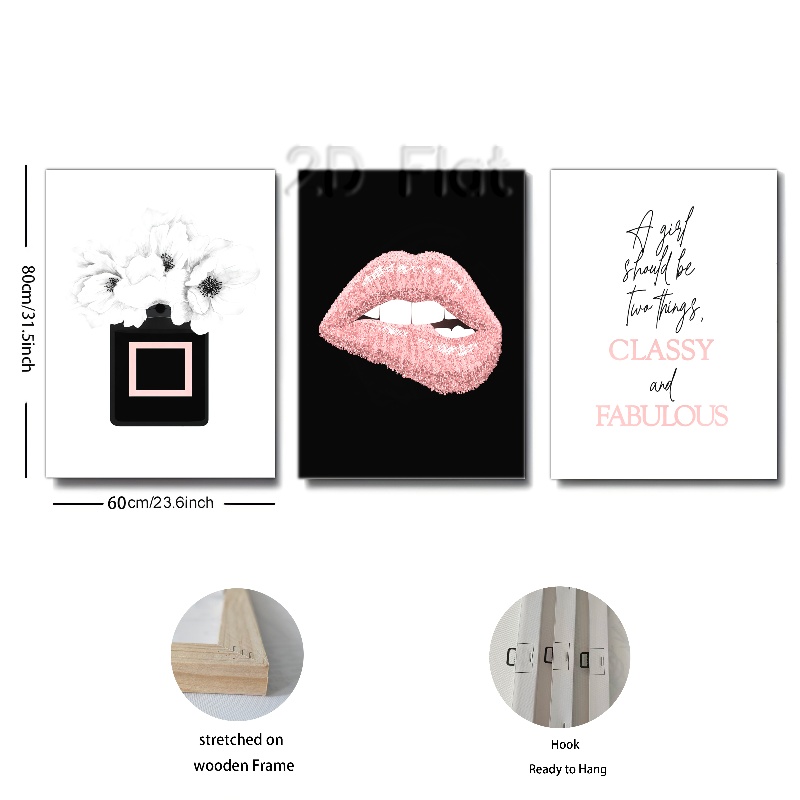 2D Flat
80cm/31.5inch
A girl
should be
two things,
CLASSY
and
FABULOUS
60cm/23.6inch
stretched on
wooden Frame
Hook
Ready to Hang